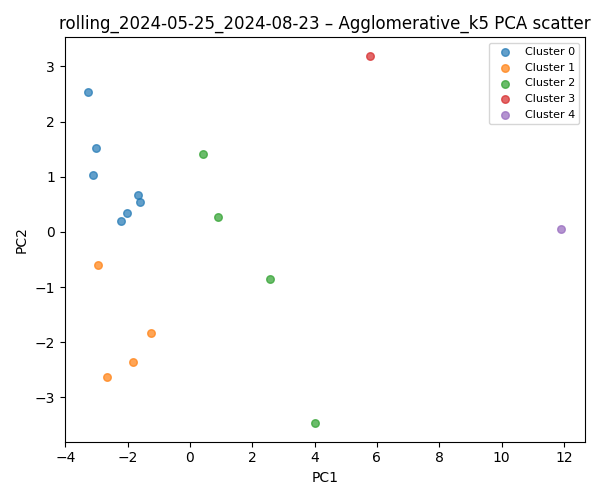 rolling_2024-05-25_2024-08-23 – Agglomerative_k5 PCA scatter
Cluster 0
Cluster 1
Cluster 2
Cluster 3
Cluster 4
3
2
1
0
−1
−2
−3
PC2
−4 −2 0 2 4 6 8 10 12
PC1